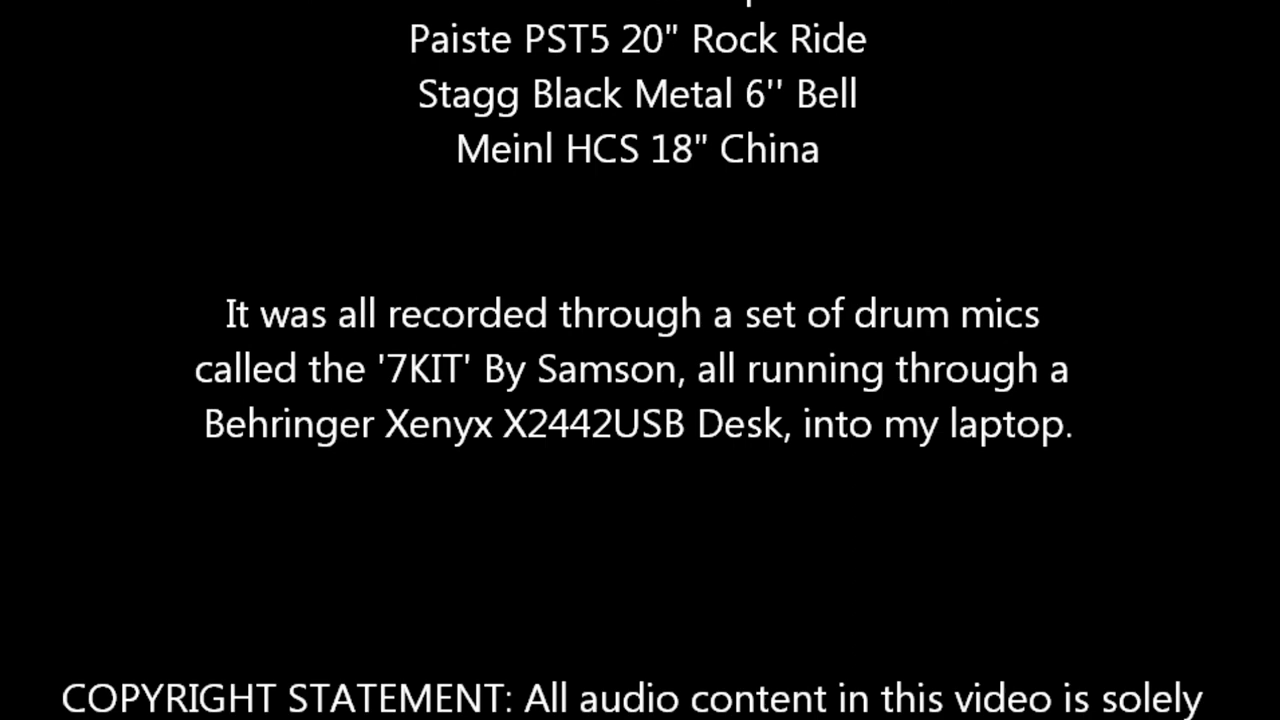 Paiste PST5 20" Rock Ride
Stagg Black Metal 6'' Bell
Meinl HCS 18" China
It was all recorded through a set of drum mics
called the '7KIT' By Samson, all running through a
Behringer Xenyx X2442USB Desk, into my laptop.
COPYRIGHT STATEMENT: All audio content in this video is solely